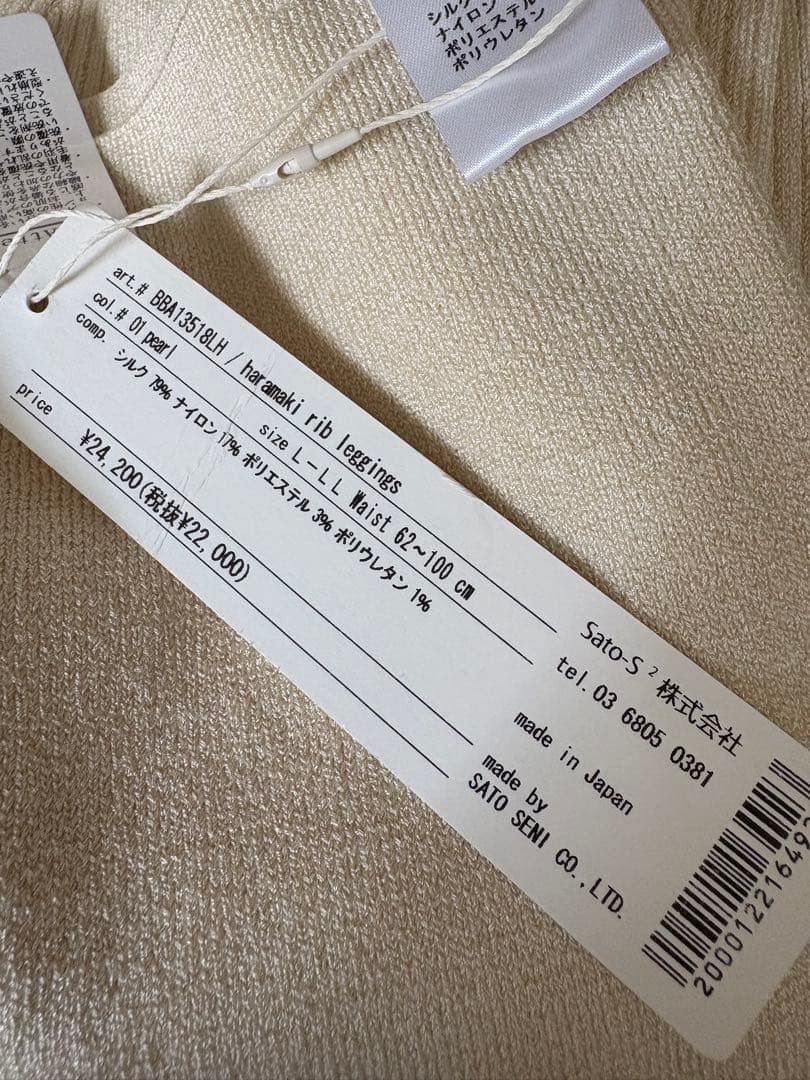 シルク
ナイロン
ポリエステル
ポリウレタン
art.# BBA13518LH / haramaki rib leggings
col.# 01 pearl size L-LL Waist 62~100 cm
comp. シルク 79% ナイロン 17% ポリエステル 3% ポリウレタン 1%
price ¥24,200(税抜¥22,000)
Sato-S² 株式会社
tel. 03 6805 0381
made in Japan
made by
SATO SENI CO.,LTD.
200012216492